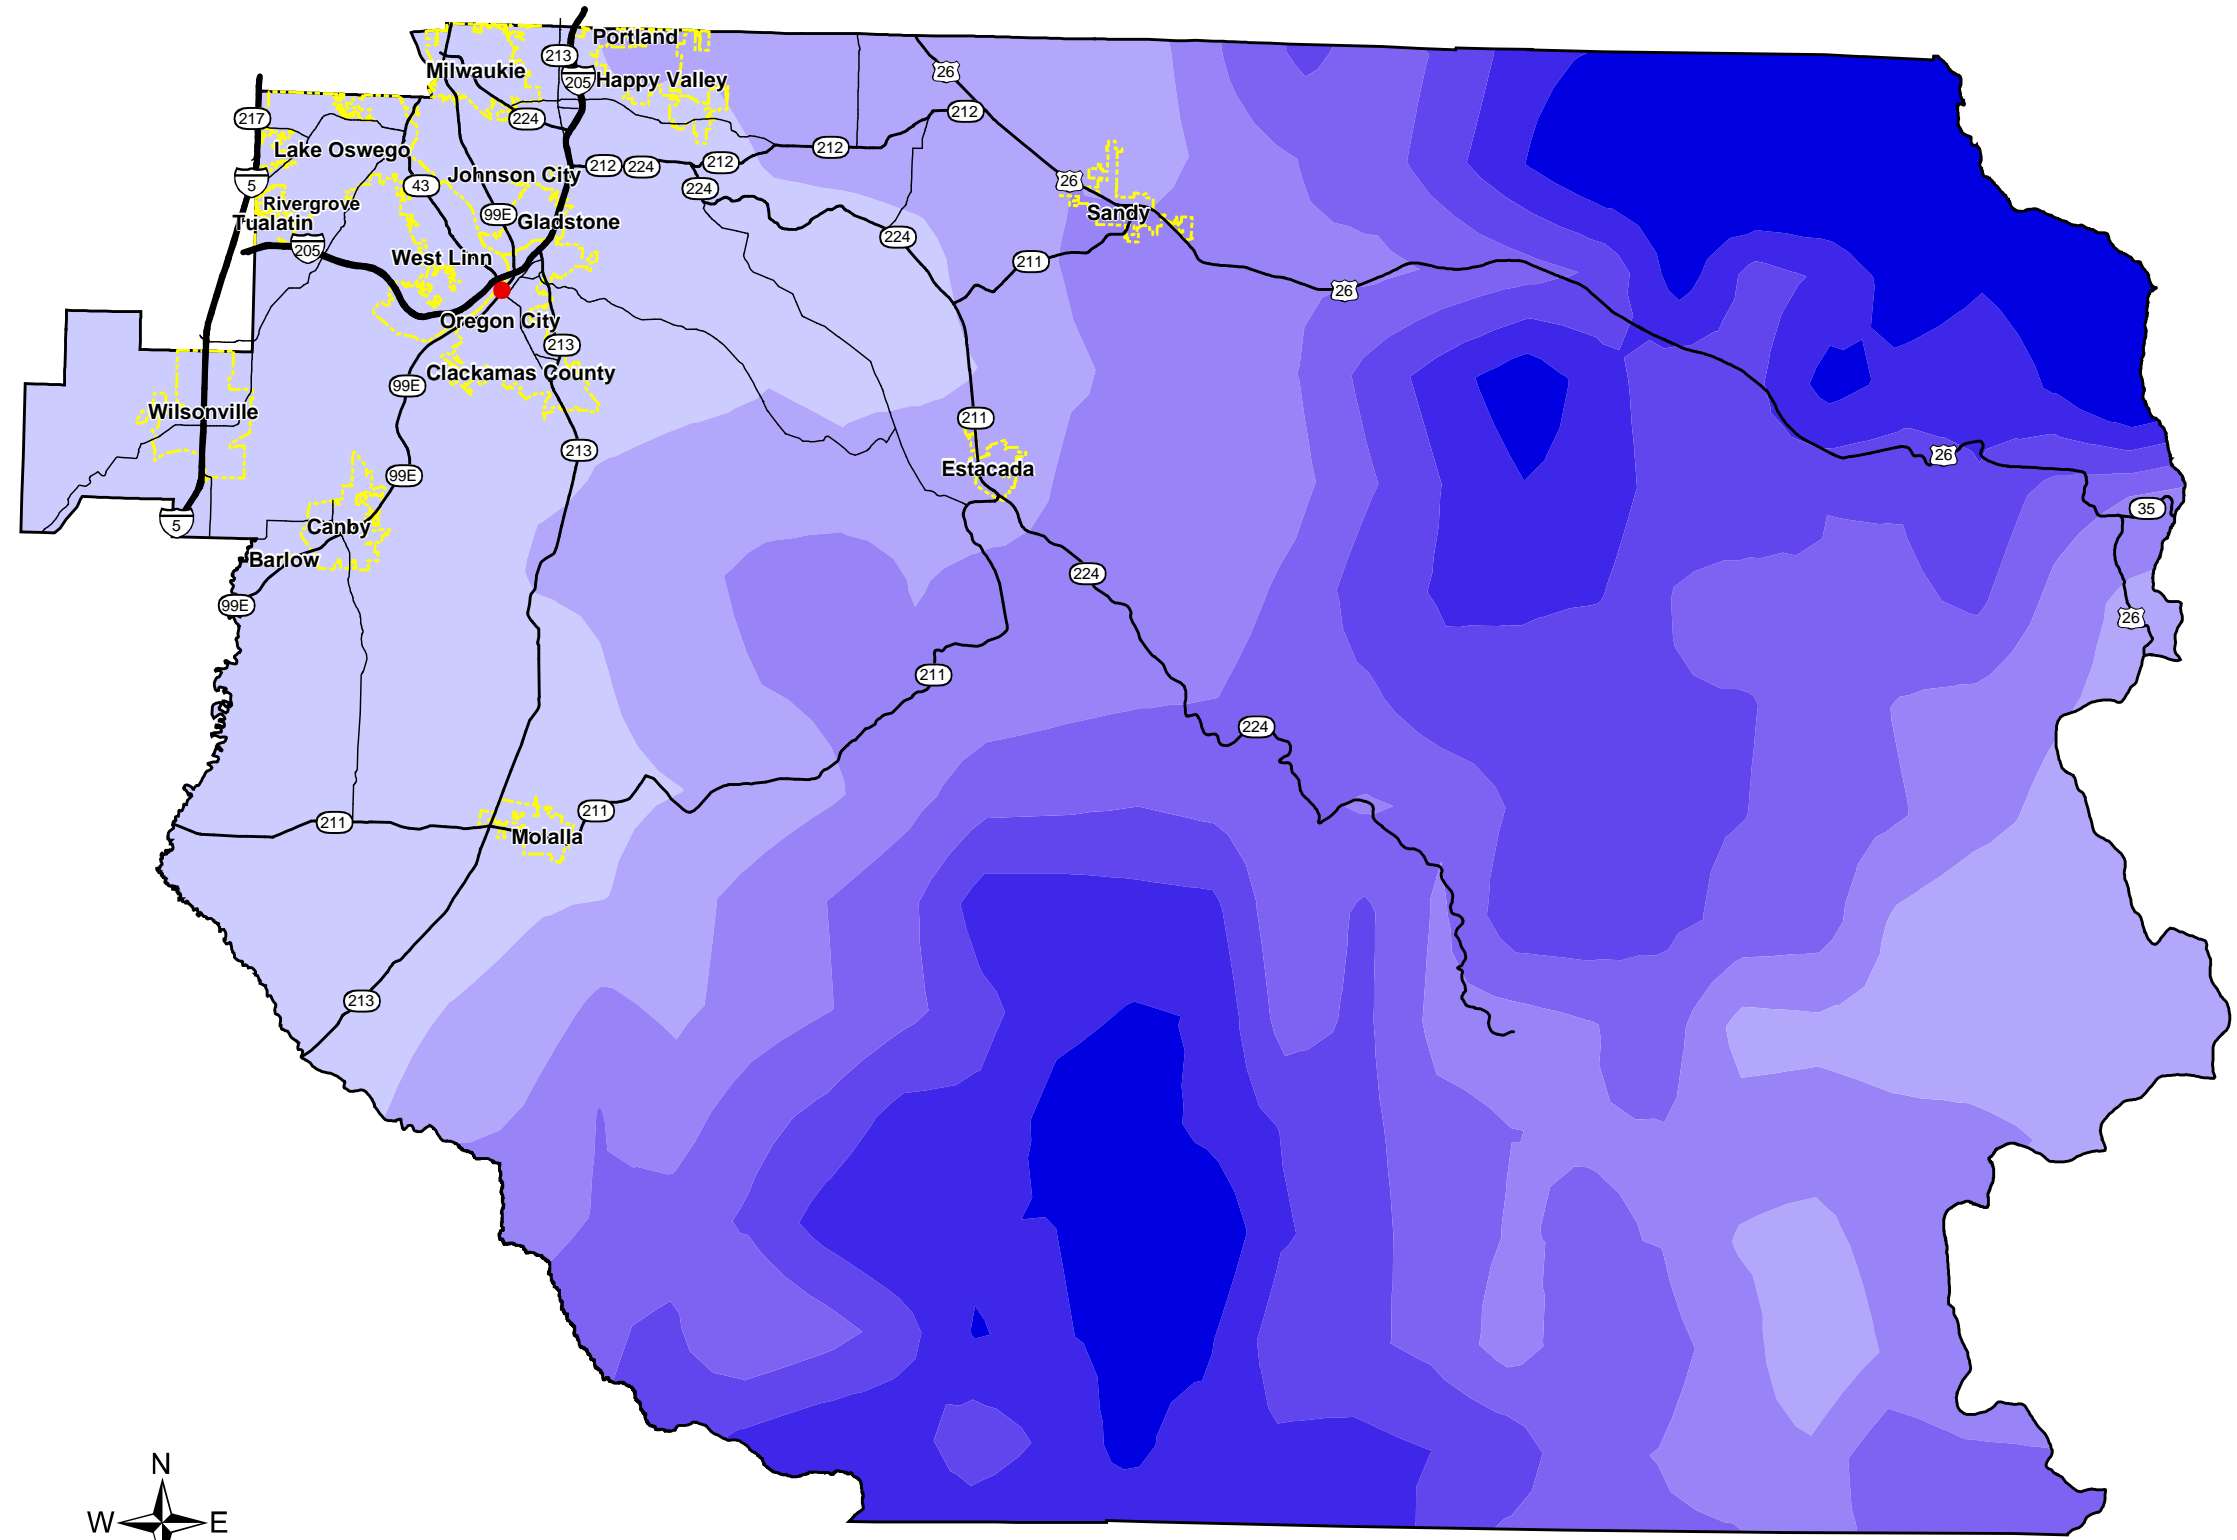 Portland
213
Milwaukie
205
Happy Valley
26
217
224
212
212
Lake Oswego
212
224
212
5
43
Johnson City
224
26
Rivergrove
99E
Gladstone
Sandy
Tualatin
205
224
West Linn
211
26
Oregon City
213
Clackamas County
99E
Wilsonville
211
213
26
Estacada
99E
5
Canby
35
Barlow
224
99E
26
211
224
211
211
Molalla
213
N
W
E